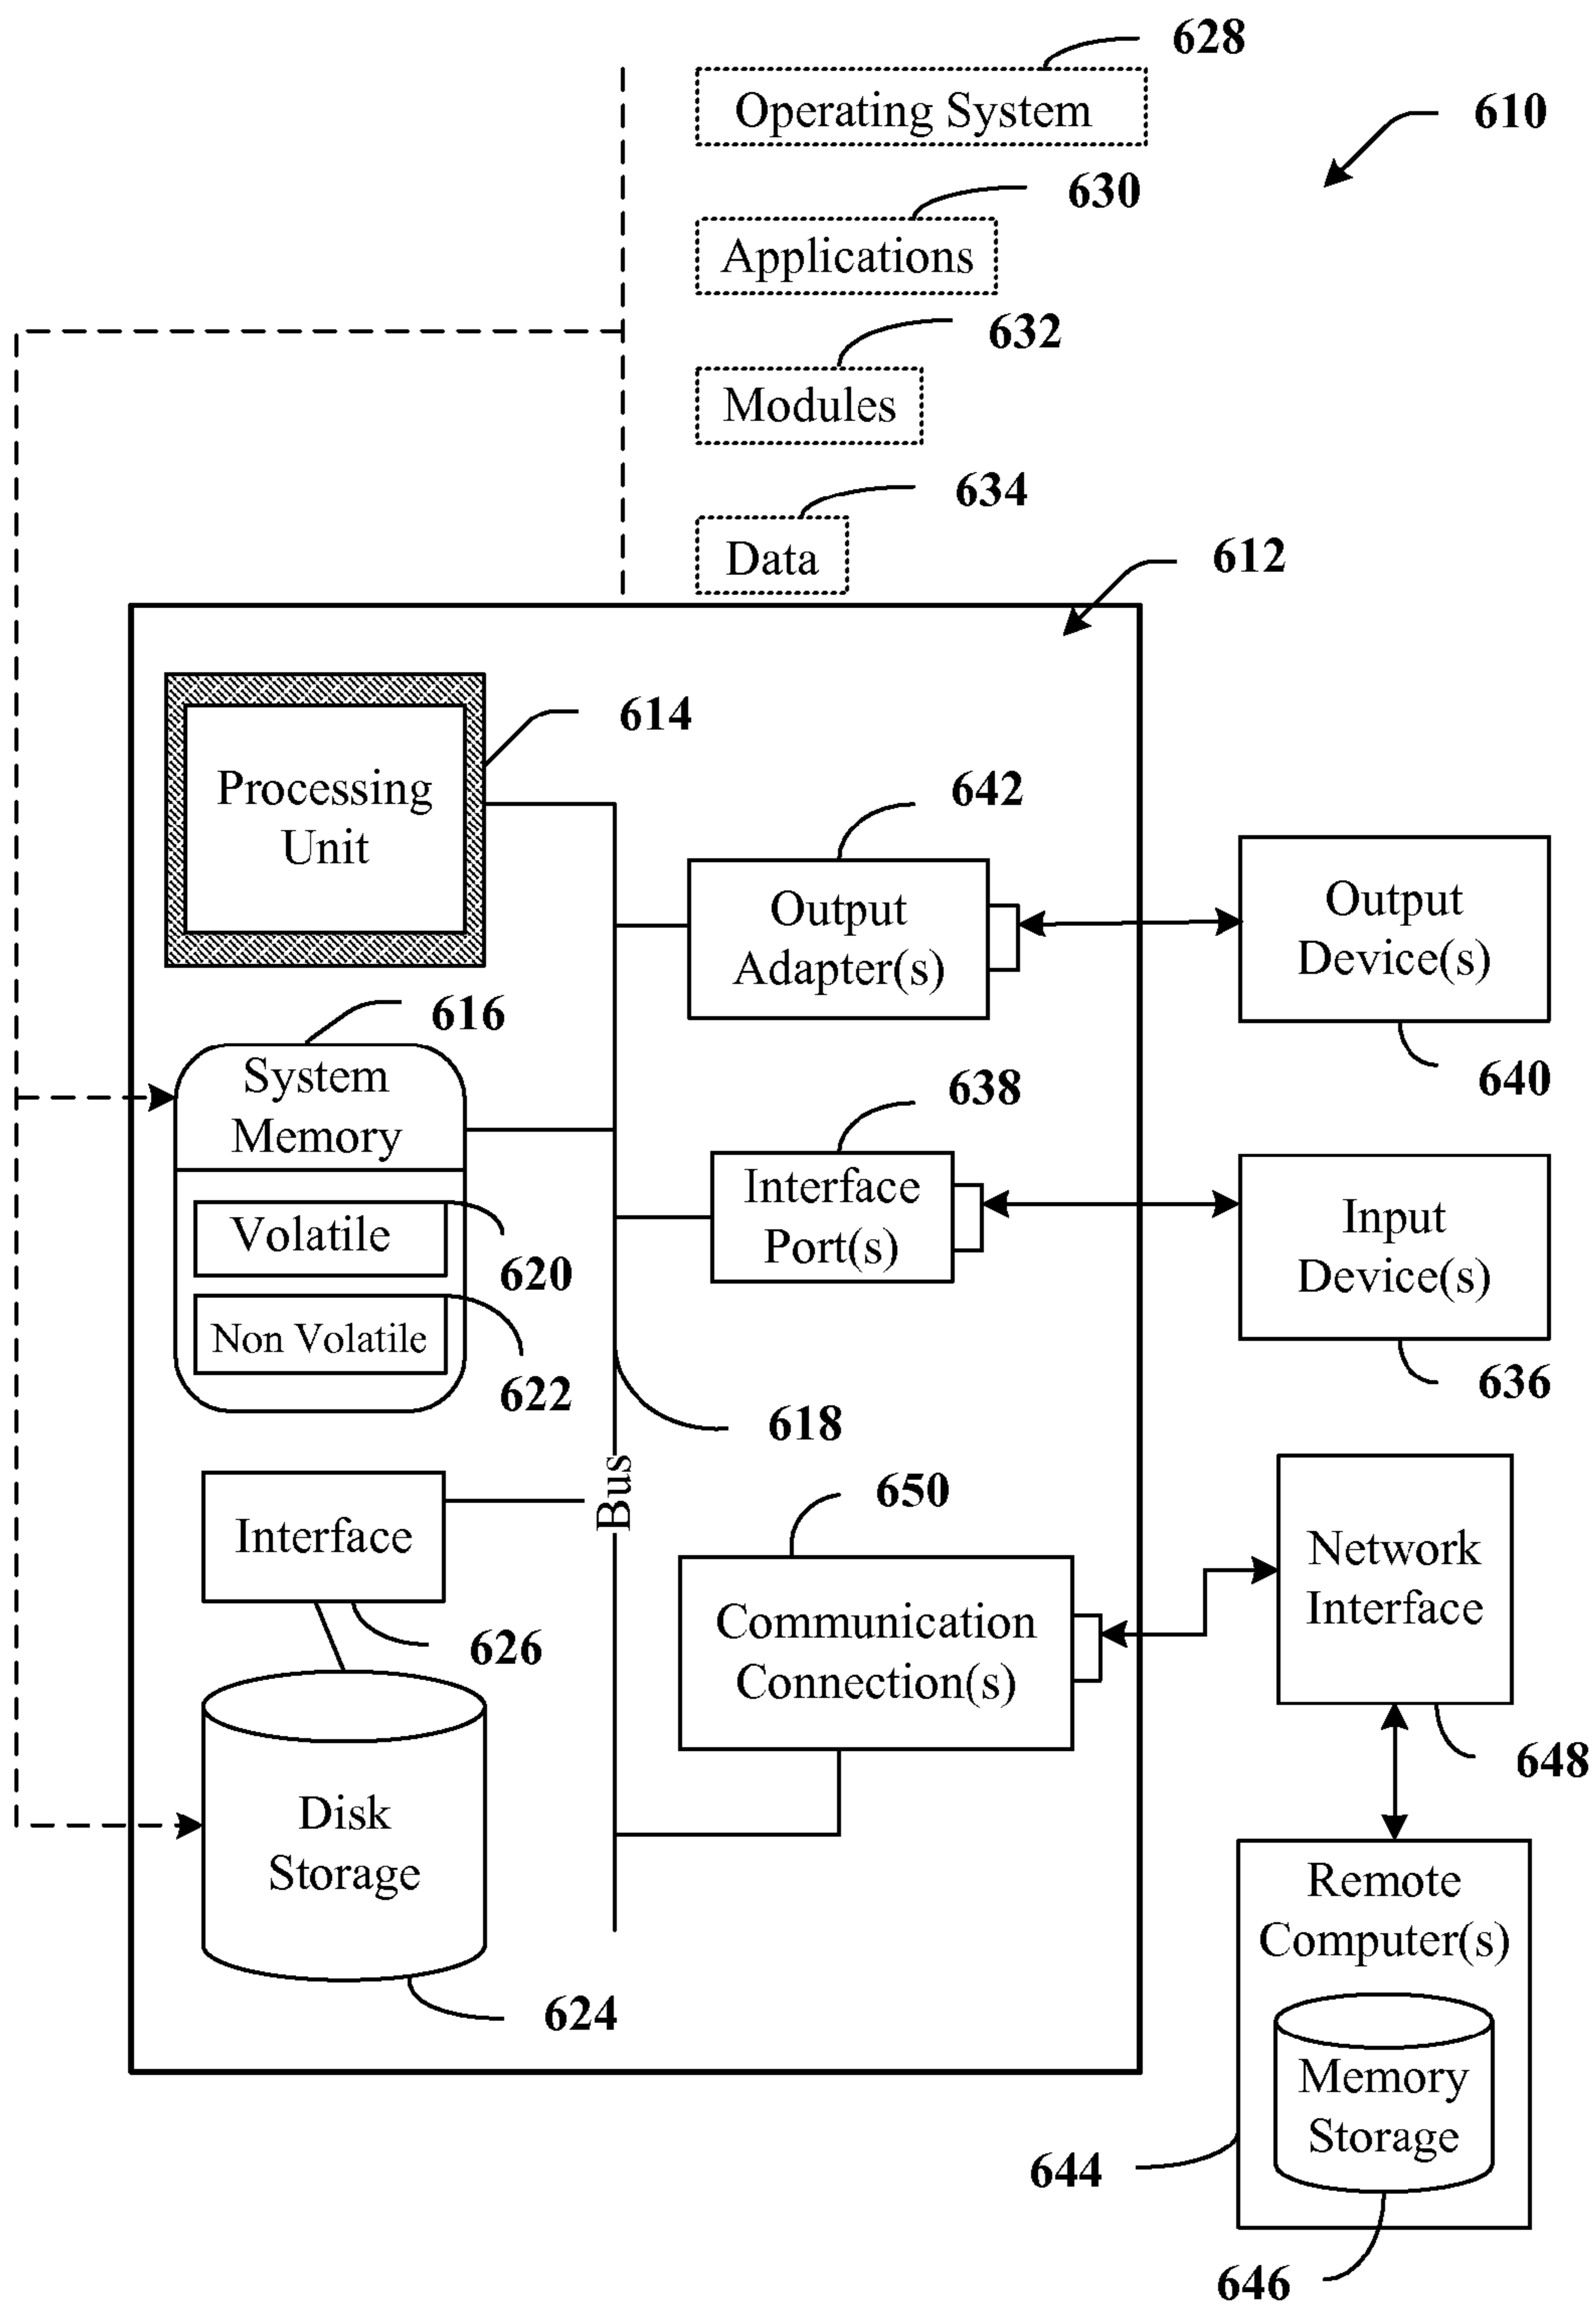 628
Operating System
610
630
Applications
632
Modules
634
Data
612
614
Processing
Unit
642
Output
Adapter(s)
Output
Device(s)
640
616
System
Memory
638
Interface
Port(s)
Input
Device(s)
636
Volatile
620
Non Volatile
622
618
Bus
650
Interface
626
Communication
Connection(s)
Network
Interface
648
Disk
Storage
624
Remote
Computer(s)
Memory
Storage
644
646